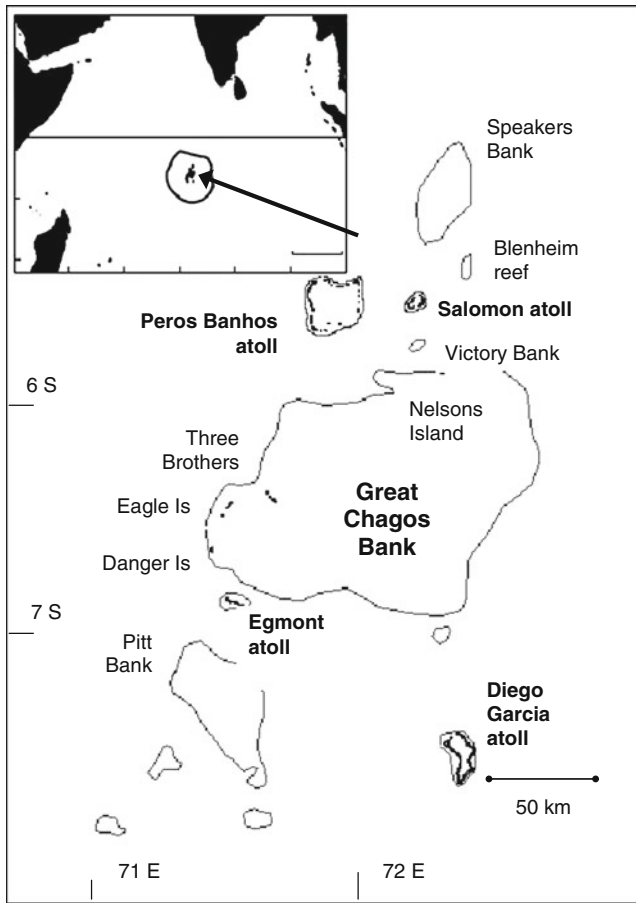 Speakers
Bank
Blenheim
reef
Peros Banhos
atoll
Salomon atoll
Victory Bank
6 S
Nelsons
Island
Three
Brothers
Great
Chagos
Bank
Eagle Is
Danger Is
7 S
Egmont
atoll
Pitt
Bank
Diego
Garcia
atoll
50 km
71 E
72 E